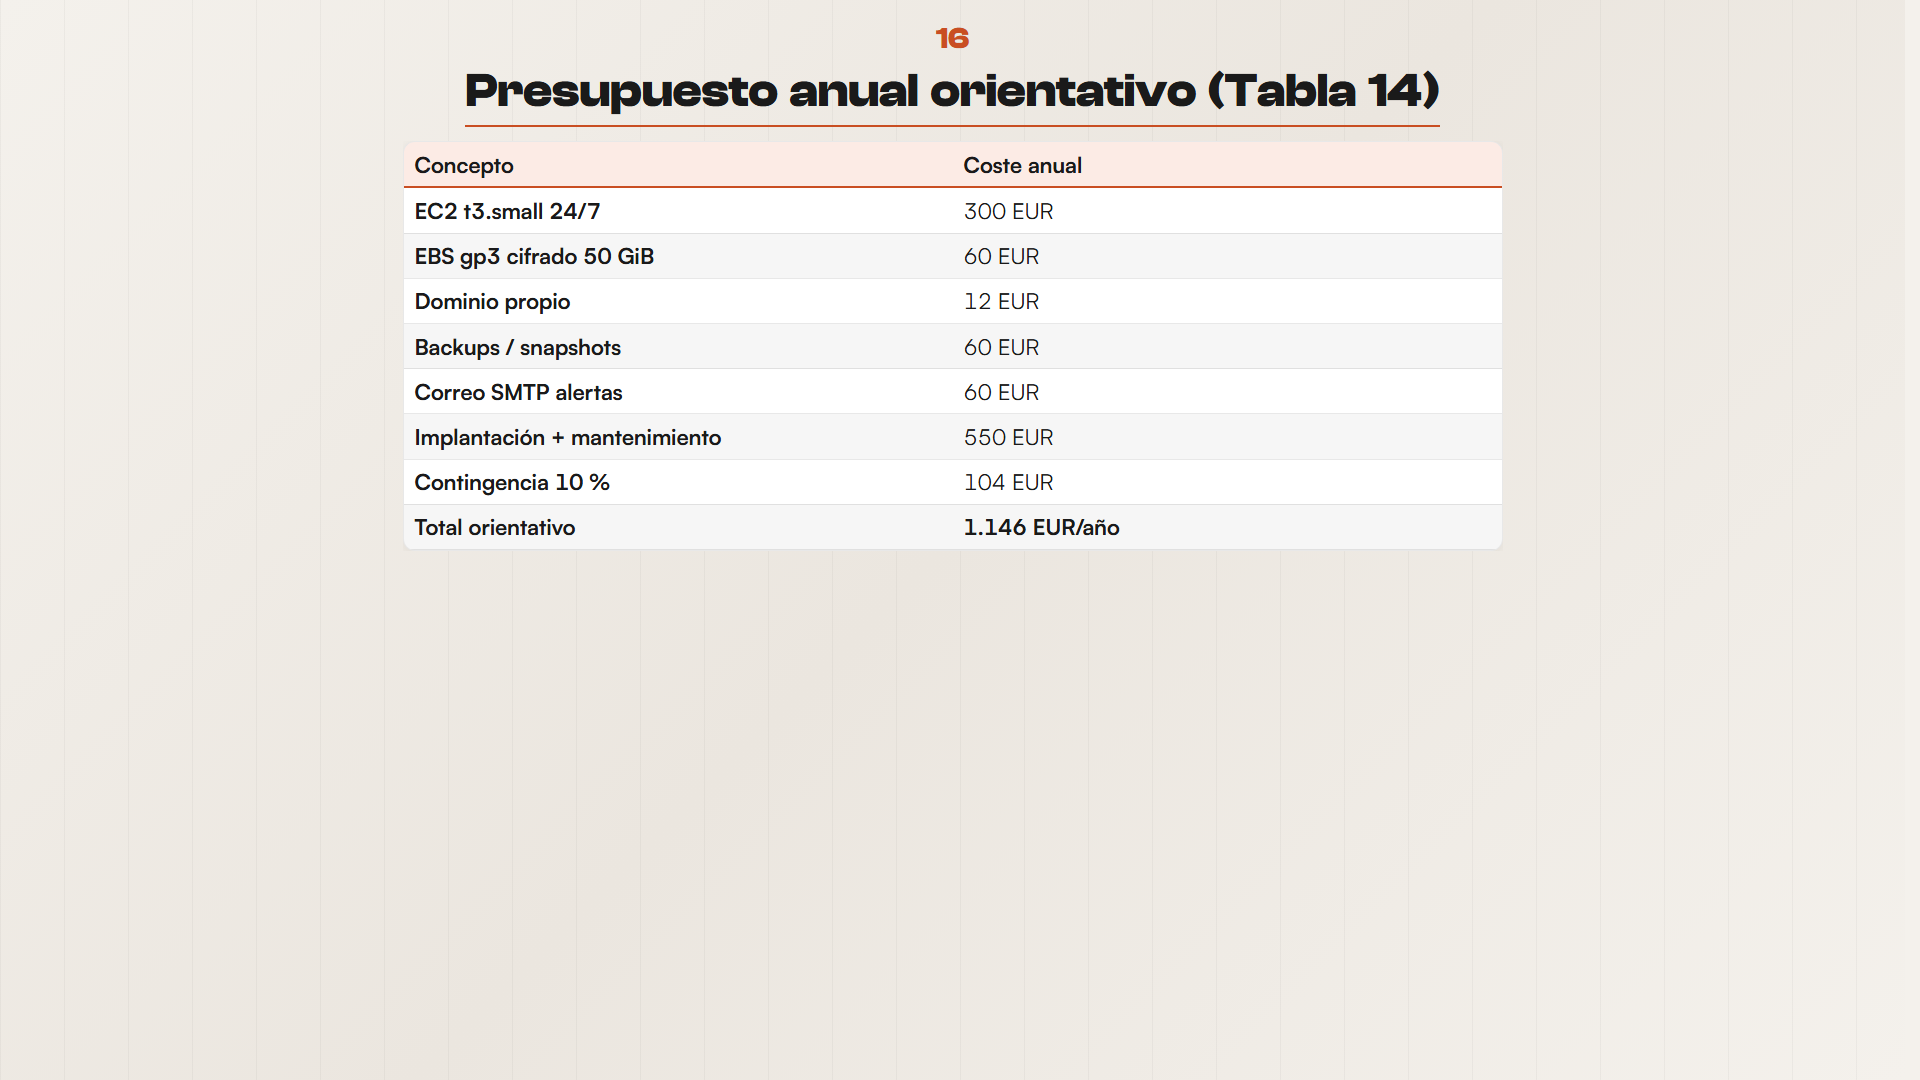 16
Presupuesto anual orientativo (Tabla 14)
Concepto Coste anual
EC2 t3.small 24/7 300 EUR
EBS gp3 cifrado 50 GiB 60 EUR
Dominio propio 12 EUR
Backups / snapshots 60 EUR
Correo SMTP alertas 60 EUR
Implantación + mantenimiento 550 EUR
Contingencia 10 % 104 EUR
Total orientativo 1.146 EUR/año